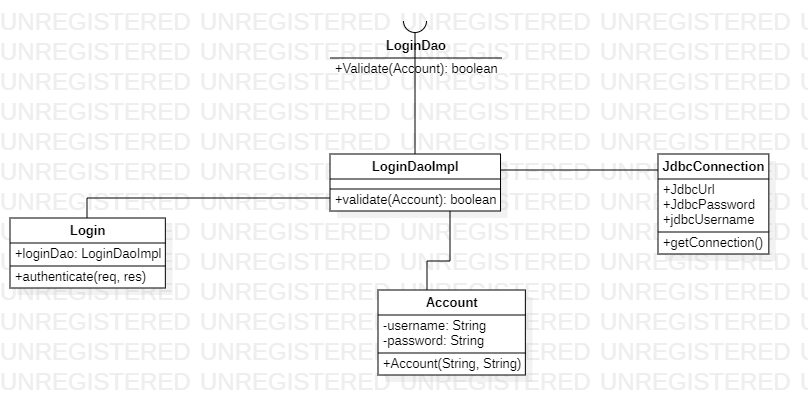 UNREGISTERED UNREGISTERED UNREGISTERED UNREGISTERED
LoginDao
+Validate(Account): boolean
LoginDaoImpl
+validate(Account): boolean
JdbcConnection
+JdbcUrl
+JdbcPassword
+jdbcUsername
+getConnection()
Login
+loginDao: LoginDaoImpl
+authenticate(req, res)
Account
-username: String
-password: String
+Account(String, String)